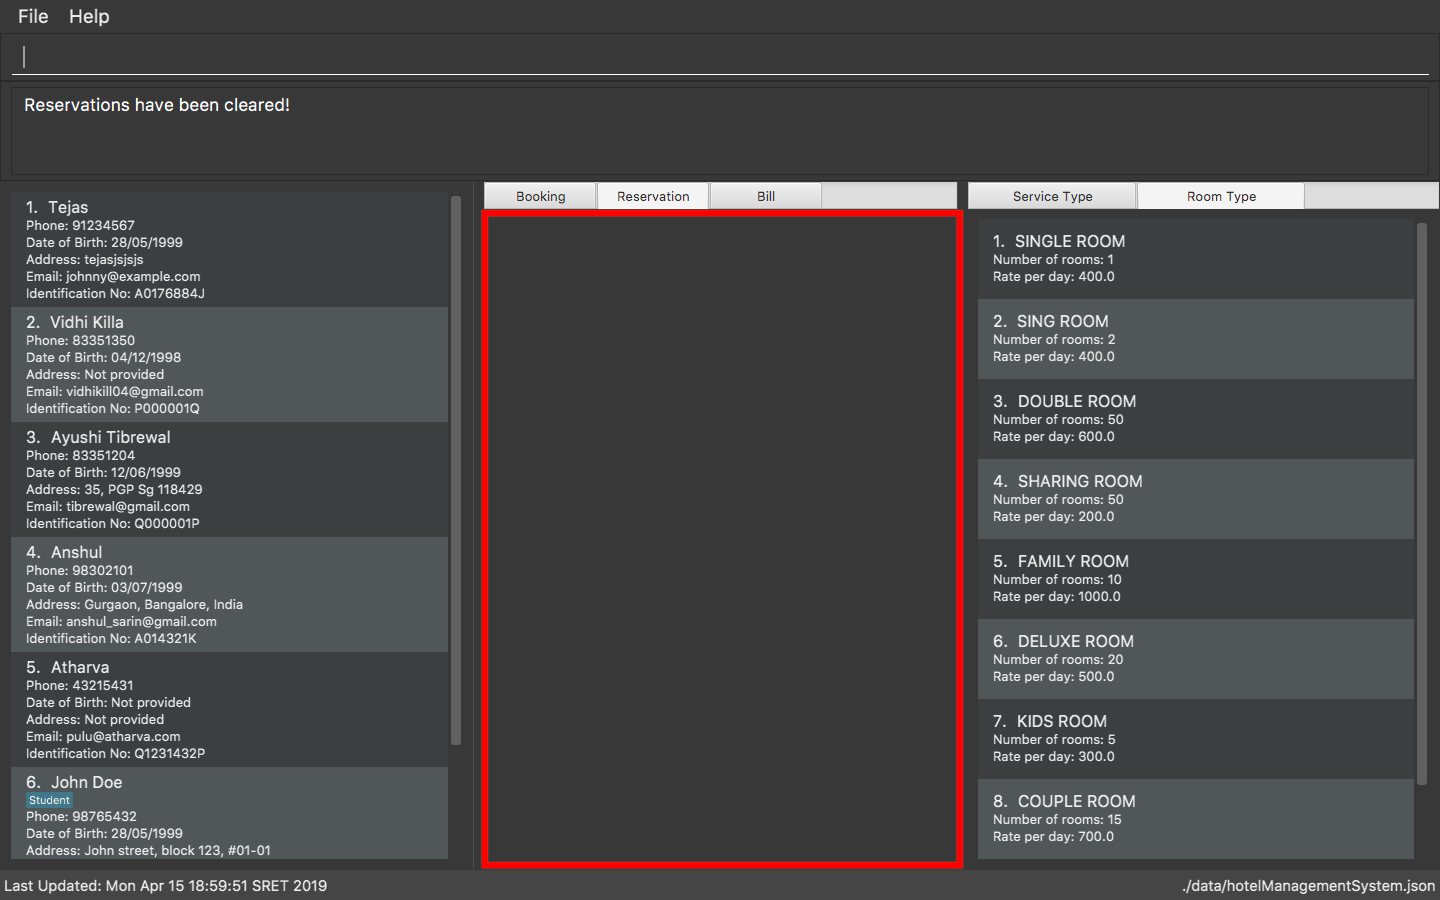 File Help
Reservations have been cleared!
1. Tejas
Phone: 91234567
Date of Birth: 28/05/1999
Address: tejasjsjsjs
Email: johnny@example.com
Identification No: A0176884J
2. Vidhi Killa
Phone: 83351350
Date of Birth: 04/12/1998
Address: Not provided
Email: vidhikill04@gmail.com
Identification No: P000001Q
3. Ayushi Tibrewal
Phone: 83351204
Date of Birth: 12/06/1999
Address: 35, PGP Sg 118429
Email: tibrewal@gmail.com
Identification No: Q000001P
4. Anshul
Phone: 98302101
Date of Birth: 03/07/1999
Address: Gurgaon, Bangalore, India
Email: anshul_sarin@gmail.com
Identification No: A014321K
5. Atharva
Phone: 43215431
Date of Birth: Not provided
Address: Not provided
Email: pulu@atharva.com
Identification No: Q1231432P
6. John Doe
Student
Phone: 98765432
Date of Birth: 28/05/1999
Address: John street, block 123, #01-01
Booking Reservation Bill
Service Type Room Type
1. SINGLE ROOM
Number of rooms: 1
Rate per day: 400.0
2. SING ROOM
Number of rooms: 2
Rate per day: 400.0
3. DOUBLE ROOM
Number of rooms: 50
Rate per day: 600.0
4. SHARING ROOM
Number of rooms: 50
Rate per day: 200.0
5. FAMILY ROOM
Number of rooms: 10
Rate per day: 1000.0
6. DELUXE ROOM
Number of rooms: 20
Rate per day: 500.0
7. KIDS ROOM
Number of rooms: 5
Rate per day: 300.0
8. COUPLE ROOM
Number of rooms: 15
Rate per day: 700.0
Last Updated: Mon Apr 15 18:59:51 SRET 2019
./data/hotelManagementSystem.json